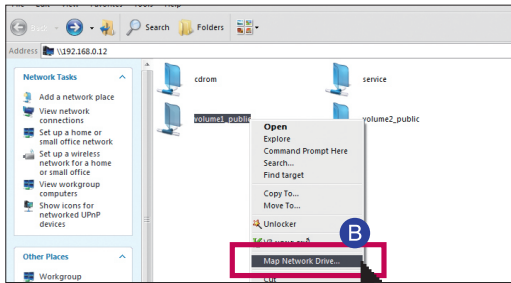 Search
Folders
Address
\\192.168.0.12
Network Tasks
Add a network place
View network
connections
Set up a home or
small office network
Set up a wireless
network for a home
or small office
View workgroup
computers
Show icons for
networked UPnP
devices
Other Places
Workgroup
cdrom
service
volume1_public
volume2_public
Open
Explore
Command Prompt Here
Search...
Find target
Copy To...
Move To...
Unlocker
B
Map Network Drive...
Cut